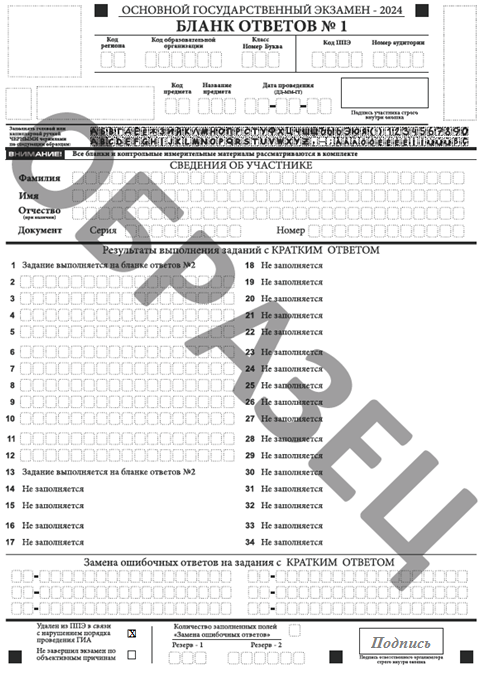 ОСНОВНОЙ ГОСУДАРСТВЕННЫЙ ЭКЗАМЕН - 2024
БЛАНК ОТВЕТОВ № 1
Код региона
Код образовательной организации
Класс
Номер Буква
Код ППЭ
Номер аудитории
Код предмета
Название предмета
Дата проведения
(ДД-ММ-ГГ)
Подпись участника строго внутри окошка
Заполнять гелевой или
капиллярной ручкой
ЧЕРНЫМИ чернилами
по следующим образцам:
АБВГДЕЁЖЗИЙКЛМНОПРСТУФХЦЧШЩЪЫЬЭЮЯ
1234567890
ABCDEFGHIJKLMNOPQRSTUVWXYZ
ВНИМАНИЕ! Все бланки и контрольные измерительные материалы рассматриваются в комплекте
СВЕДЕНИЯ ОБ УЧАСТНИКЕ
Фамилия
Имя
Отчество
(при наличии)
Документ Серия Номер
Результаты выполнения заданий с КРАТКИМ ОТВЕТОМ
1 Задание выполняется на бланке ответов №2
2
3
4
5
6
7
8
9
10
11
12
13 Задание выполняется на бланке ответов №2
14 Не заполняется
15 Не заполняется
16 Не заполняется
17 Не заполняется
18 Не заполняется
19 Не заполняется
20 Не заполняется
21 Не заполняется
22 Не заполняется
23 Не заполняется
24 Не заполняется
25 Не заполняется
26 Не заполняется
27 Не заполняется
28 Не заполняется
29 Не заполняется
30 Не заполняется
31 Не заполняется
32 Не заполняется
33 Не заполняется
34 Не заполняется
Замена ошибочных ответов на задания с КРАТКИМ ОТВЕТОМ
Удален из ППЭ в связи
с нарушением порядка
проведения ГИА
X
Не завершил экзамен по
объективным причинам
Количество заполненных полей
«Замена ошибочных ответов»
Резерв - 1
Резерв - 2
Подпись
Подпись ответственного организатора
строго внутри окошка
ОБРАЗЕЦ